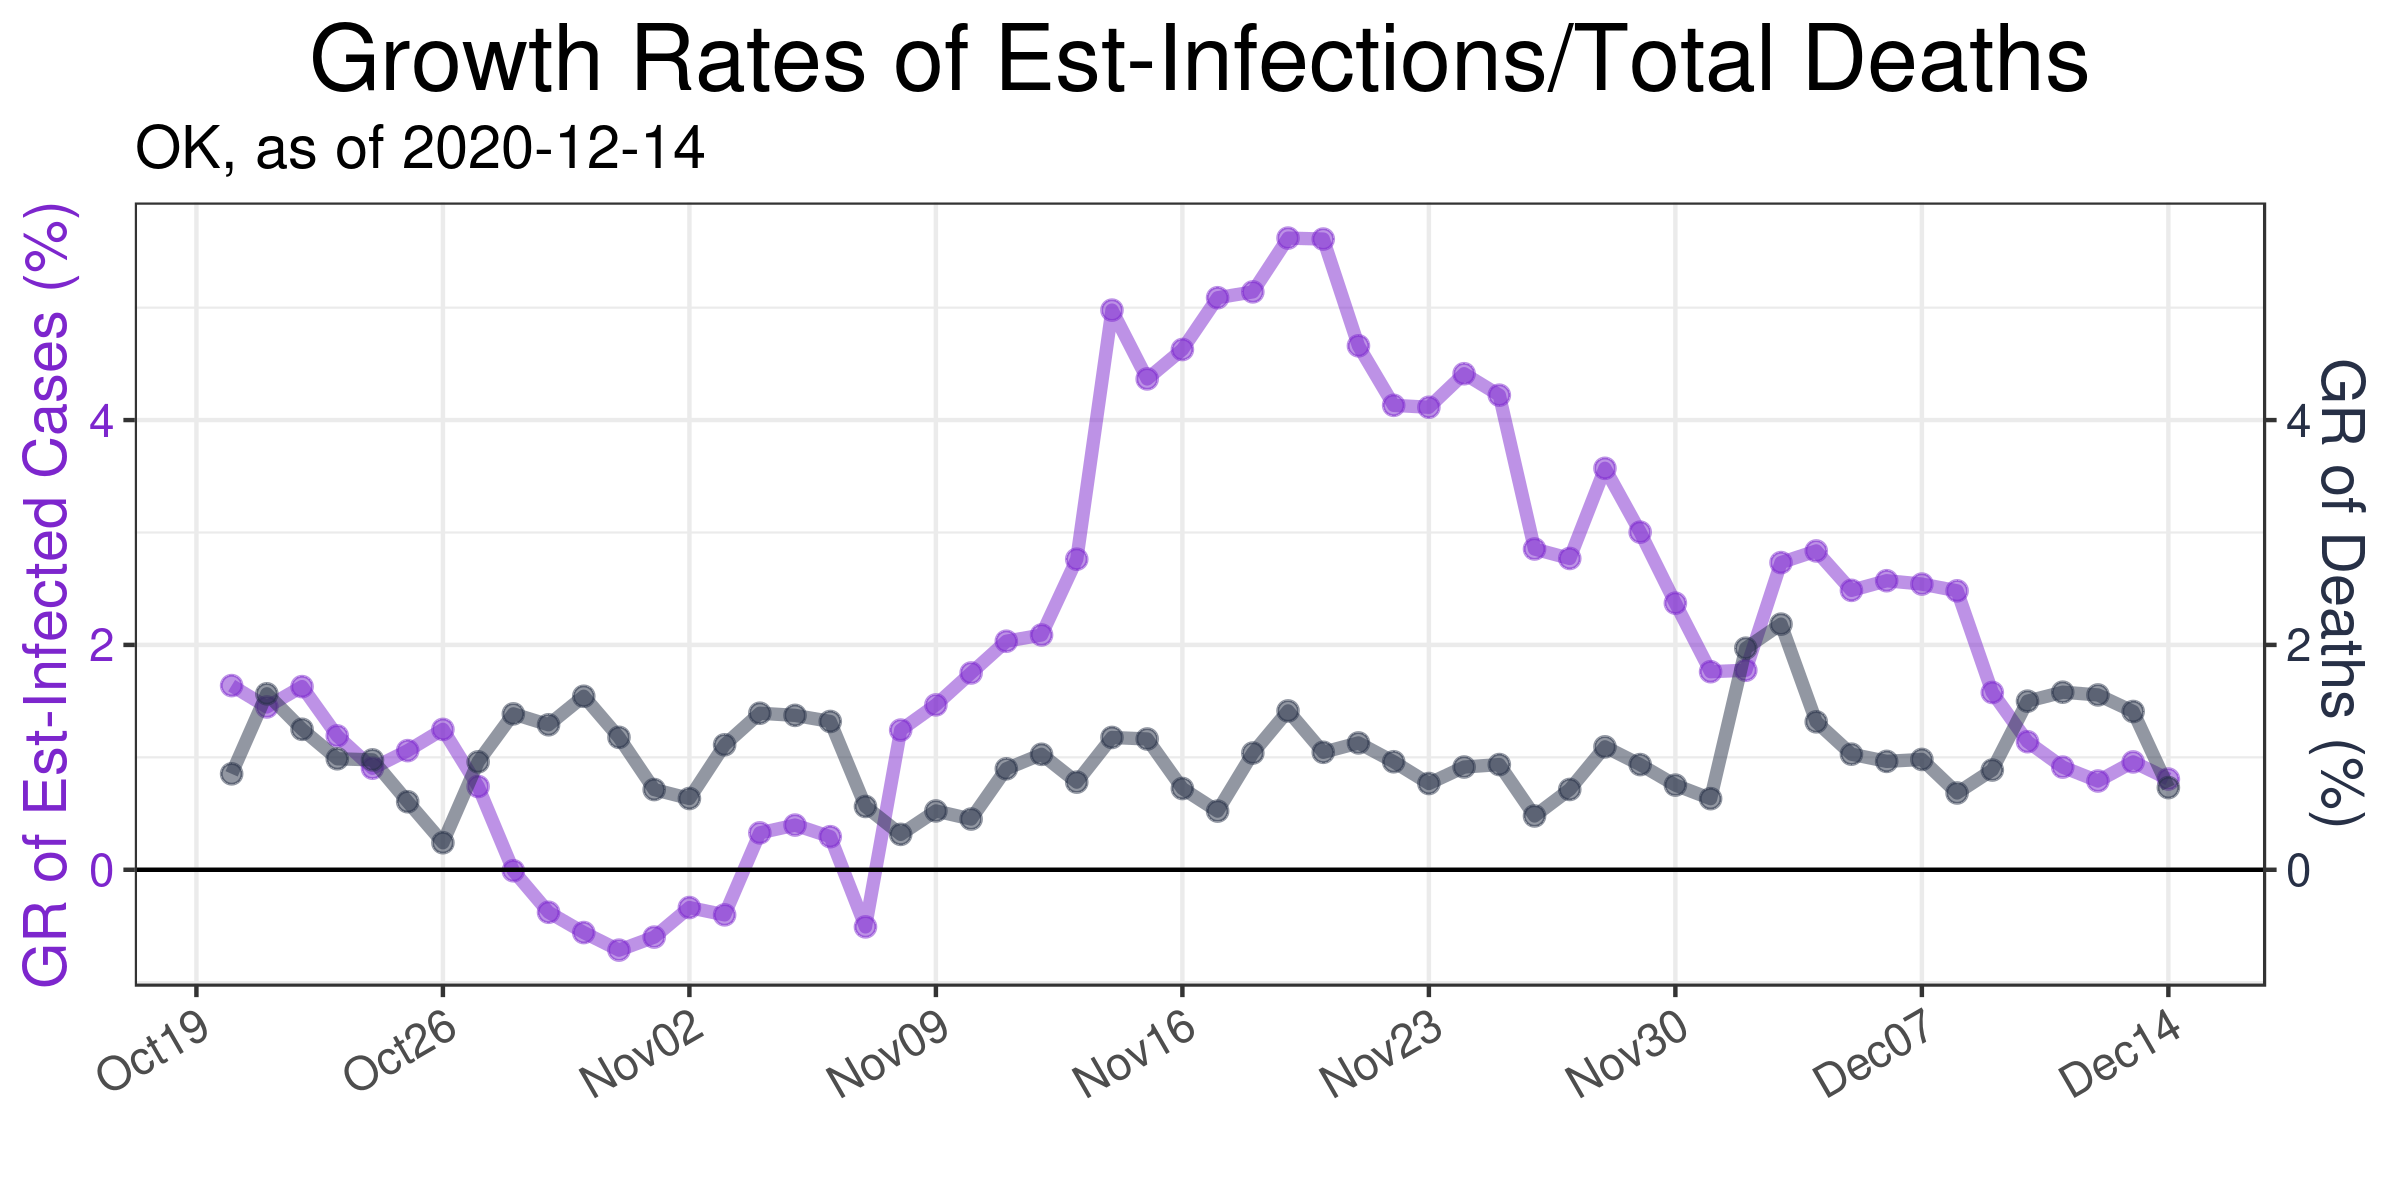 Growth Rates of Est-Infections/Total Deaths
OK, as of 2020-12-14
GR of Est-Infected Cases (%)
4
2
0
4
2
0
GR of Deaths (%)
Oct19
Oct26
Nov02
Nov09
Nov16
Nov23
Nov30
Dec07
Dec14